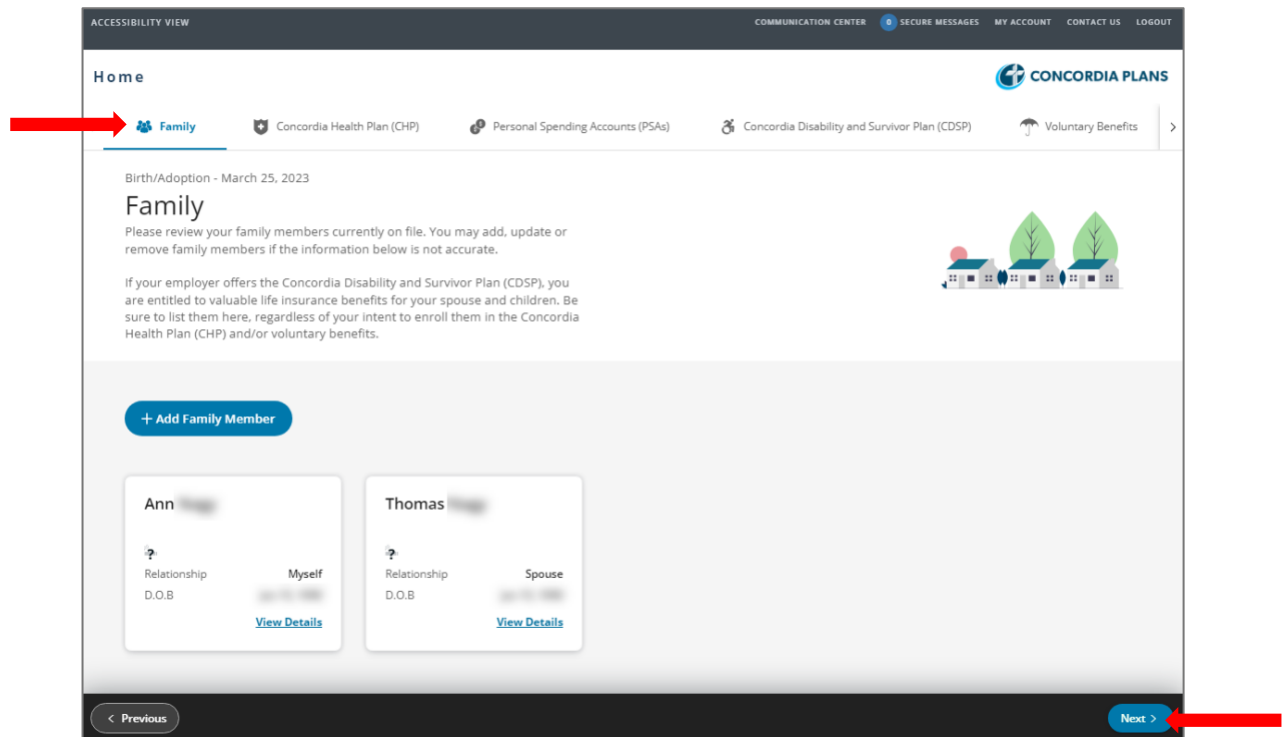 ACCESSIBILITY VIEW
COMMUNICATION CENTER 0 SECURE MESSAGES MY ACCOUNT CONTACT US LOGOUT
Home
CONCORDIA PLANS
Family Concordia Health Plan (CHP) Personal Spending Accounts (PSAs) Concordia Disability and Survivor Plan (CDSP) Voluntary Benefits >
Birth/Adoption - March 25, 2023
Family
Please review your family members currently on file. You may add, update or
remove family members if the information below is not accurate.
If your employer offers the Concordia Disability and Survivor Plan (CDSP), you
are entitled to valuable life insurance benefits for your spouse and children. Be
sure to list them here, regardless of your intent to enroll them in the Concordia
Health Plan (CHP) and/or voluntary benefits.
+ Add Family Member
Ann
?
Relationship Myself
D.O.B
View Details
Thomas
?
Relationship Spouse
D.O.B
View Details
< Previous
Next >